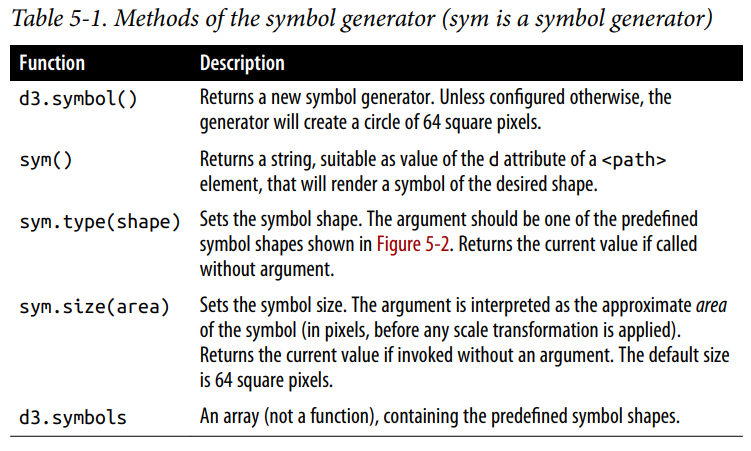 Table 5-1. Methods of the symbol generator (sym is a symbol generator)
Function Description
d3.symbol() Returns a new symbol generator. Unless configured otherwise, the
generator will create a circle of 64 square pixels.
sym() Returns a string, suitable as value of the d attribute of a <path>
element, that will render a symbol of the desired shape.
sym.type(shape) Sets the symbol shape. The argument should be one of the predefined
symbol shapes shown in Figure 5-2. Returns the current value if called
without argument.
sym.size(area) Sets the symbol size. The argument is interpreted as the approximate area
of the symbol (in pixels, before any scale transformation is applied).
Returns the current value if invoked without an argument. The default size
is 64 square pixels.
d3.symbols An array (not a function), containing the predefined symbol shapes.